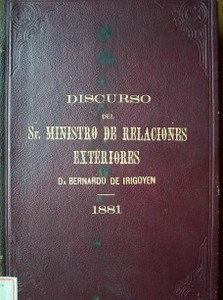 DISCURSO
DEL
Sr. MINISTRO DE RELACIONES
EXTERIORES
Dr BERNARDO DE IRIGOYEN
1881